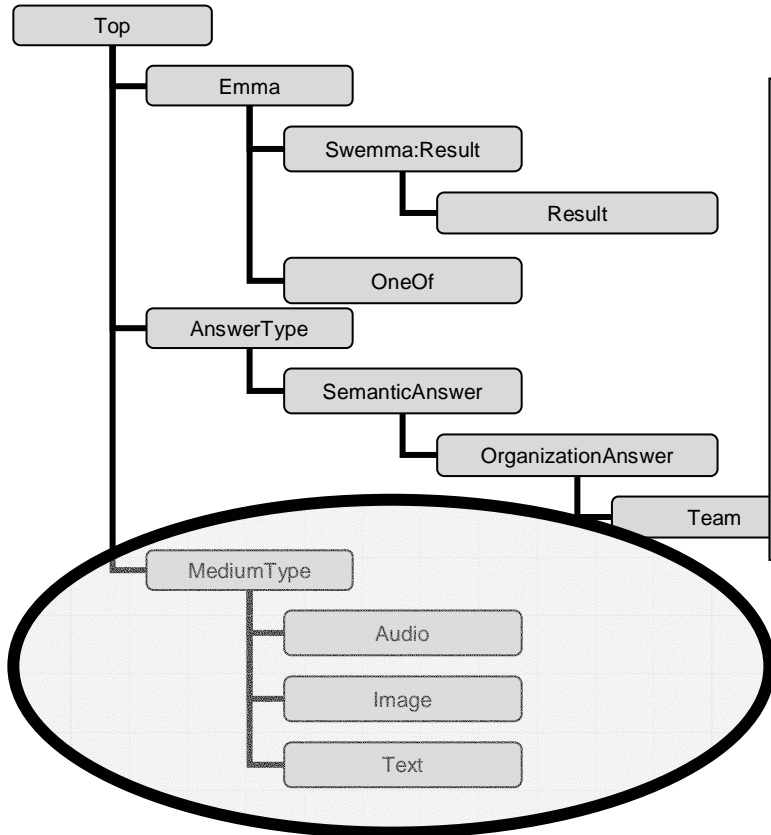 Top
Emma
Swemma:Result
Result
OneOf
AnswerType
SemanticAnswer
OrganizationAnswer
Team
MediumType
Audio
Image
Text